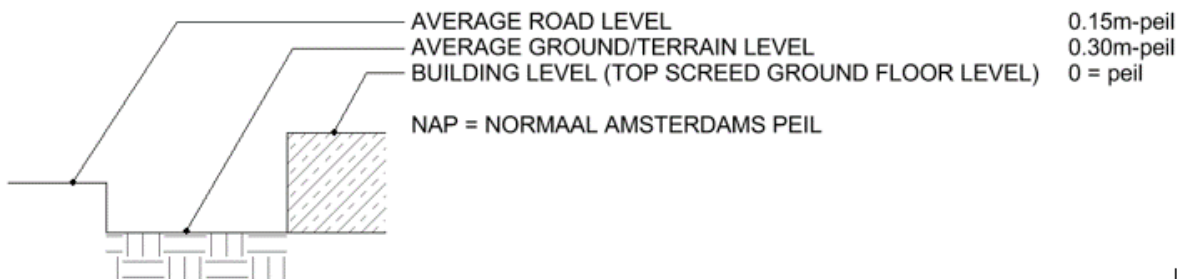 AVERAGE ROAD LEVEL 0.15m-peil
AVERAGE GROUND/TERRAIN LEVEL 0.30m-peil
BUILDING LEVEL (TOP SCREED GROUND FLOOR LEVEL) 0 = peil
NAP = NORMAAL AMSTERDAMS PEIL